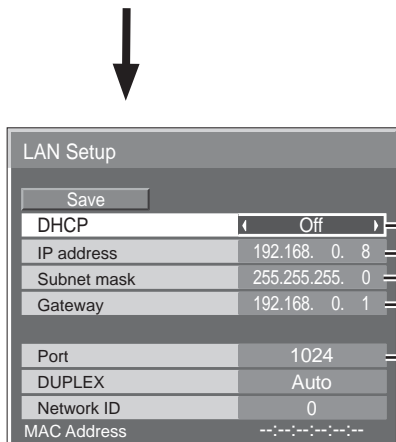 LAN Setup
Save
DHCP Off
IP address 192.168. 0. 8
Subnet mask 255.255.255. 0
Gateway 192.168. 0. 1
Port 1024
DUPLEX Auto
Network ID 0
MAC Address --:--:--:--:--:--